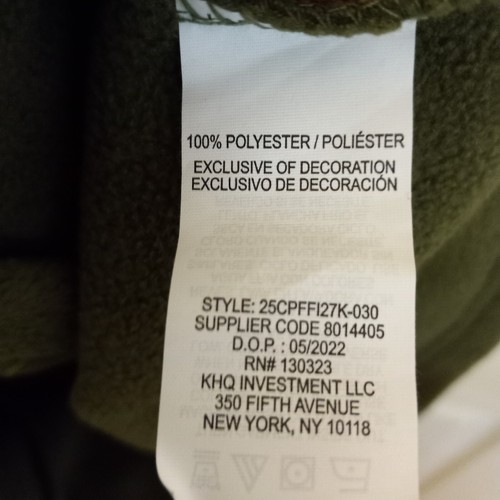 100% POLYESTER / POLIÉSTER
EXCLUSIVE OF DECORATION
EXCLUSIVO DE DECORACIÓN
STYLE: 25CPFFI27K-030
SUPPLIER CODE 8014405
D.O.P. : 05/2022
RN# 130323
KHQ INVESTMENT LLC
350 FIFTH AVENUE
NEW YORK, NY 10118